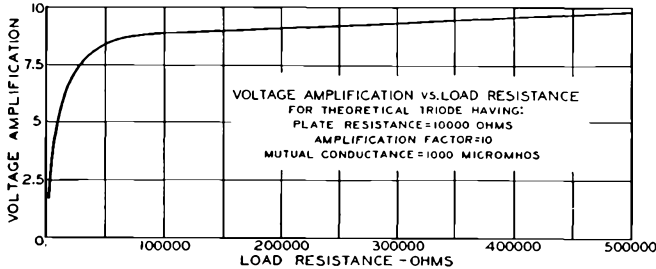 10
7.5
5
2.5
0.
VOLTAGE AMPLIFICATION
VOLTAGE AMPLIFICATION VS. LOAD RESISTANCE
FOR THEORETICAL TRIODE HAVING:
PLATE RESISTANCE=10000 OHMS
AMPLIFICATION FACTOR=10
MUTUAL CONDUCTANCE=1000 MICROMHOS
100000 200000 300000 400000 500000
LOAD RESISTANCE-OHMS